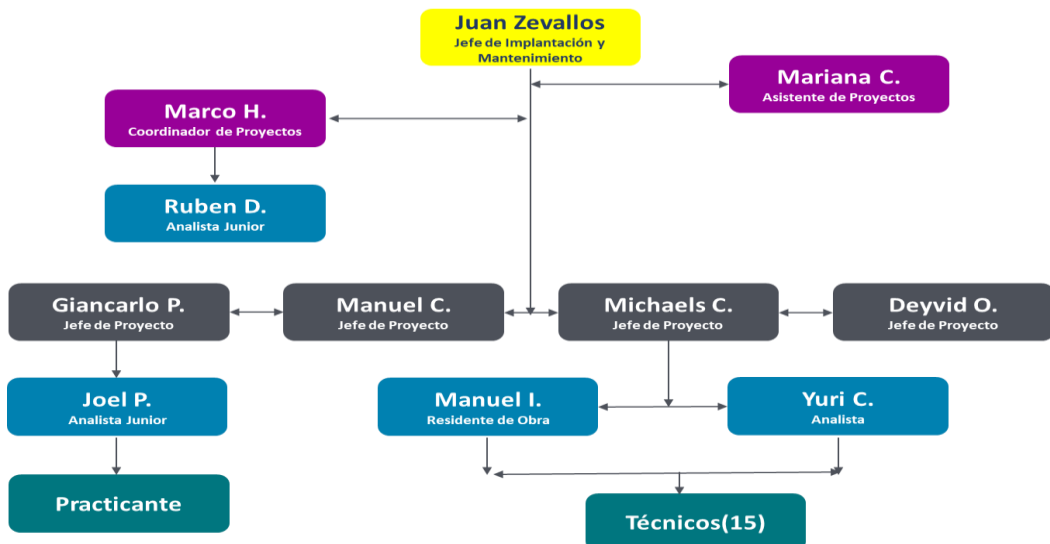 Juan Zevallos
Jefe de Implantación y
Mantenimiento
Mariana C.
Asistente de Proyectos
Marco H.
Coordinador de Proyectos
Ruben D.
Analista Junior
Giancarlo P.
Jefe de Proyecto
Manuel C.
Jefe de Proyecto
Michaels C.
Jefe de Proyecto
Deyvid O.
Jefe de Proyecto
Joel P.
Analista Junior
Manuel I.
Residente de Obra
Yuri C.
Analista
Practicante
Técnicos(15)